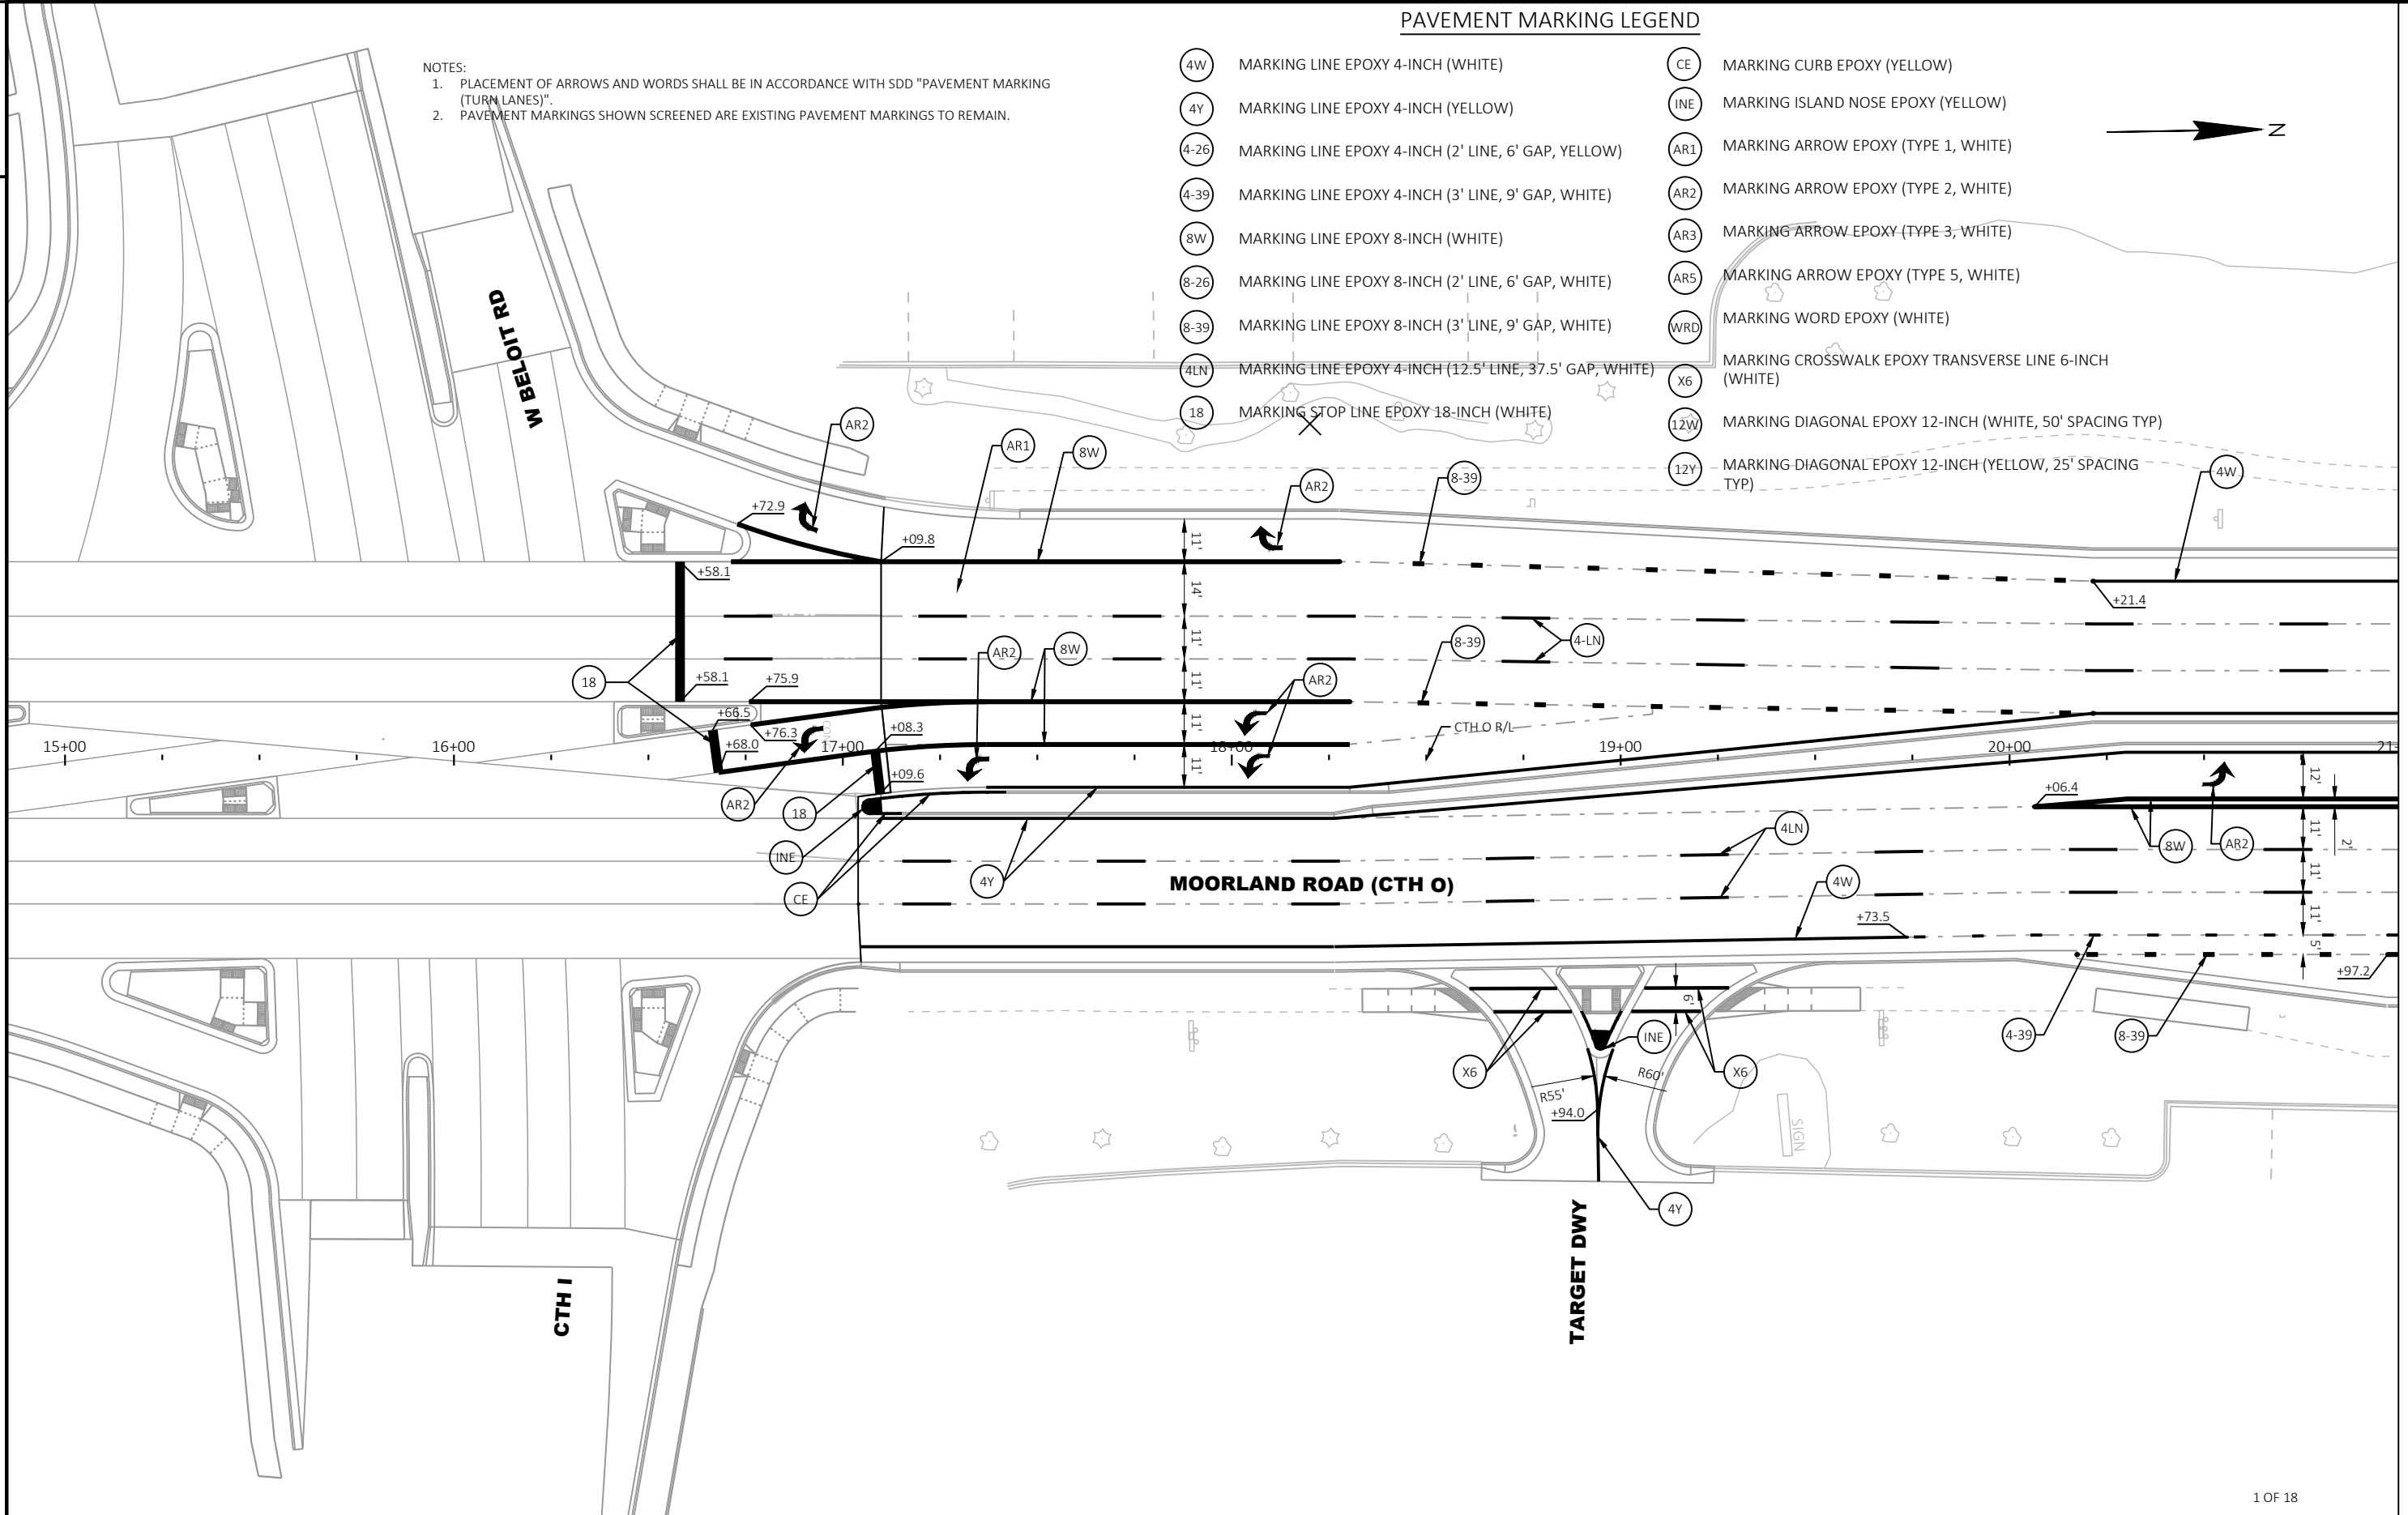 PAVEMENT MARKING LEGEND
NOTES:
1. PLACEMENT OF ARROWS AND WORDS SHALL BE IN ACCORDANCE WITH SDD "PAVEMENT MARKING
(TURN LANES)".
2. PAVEMENT MARKINGS SHOWN SCREENED ARE EXISTING PAVEMENT MARKINGS TO REMAIN.
4W MARKING LINE EPOXY 4-INCH (WHITE)
4Y MARKING LINE EPOXY 4-INCH (YELLOW)
4-26 MARKING LINE EPOXY 4-INCH (2' LINE, 6' GAP, YELLOW)
4-39 MARKING LINE EPOXY 4-INCH (3' LINE, 9' GAP, WHITE)
8W MARKING LINE EPOXY 8-INCH (WHITE)
8-26 MARKING LINE EPOXY 8-INCH (2' LINE, 6' GAP, WHITE)
8-39 MARKING LINE EPOXY 8-INCH (3' LINE, 9' GAP, WHITE)
4LN MARKING LINE EPOXY 4-INCH (12.5' LINE, 37.5' GAP, WHITE)
18 MARKING STOP LINE EPOXY 18-INCH (WHITE)
CE MARKING CURB EPOXY (YELLOW)
INE MARKING ISLAND NOSE EPOXY (YELLOW)
AR1 MARKING ARROW EPOXY (TYPE 1, WHITE)
AR2 MARKING ARROW EPOXY (TYPE 2, WHITE)
AR3 MARKING ARROW EPOXY (TYPE 3, WHITE)
AR5 MARKING ARROW EPOXY (TYPE 5, WHITE)
WRD MARKING WORD EPOXY (WHITE)
X6 MARKING CROSSWALK EPOXY TRANSVERSE LINE 6-INCH
(WHITE)
12W MARKING DIAGONAL EPOXY 12-INCH (WHITE, 50' SPACING TYP)
12Y MARKING DIAGONAL EPOXY 12-INCH (YELLOW, 25' SPACING
TYP)
N
W BELOIT RD
AR2
AR1
8W
AR2
8-39
4W
+72.9
+09.8
11'
+58.1
14'
+21.4
11'
AR2
8W
8-39
4-LN
18
+58.1
+75.9
11'
AR2
+66.5
+76.3
+68.0
+08.3
11'
CTH O R/L
15+00
16+00
17+00
18+00
19+00
20+00
21+
+09.6
11'
12'
+06.4
AR2
18
4LN
11'
2'
8W
AR2
INE
4Y
MOORLAND ROAD (CTH O)
4W
11'
CE
+73.5
11'
5'
+97.2
6'
4-39
8-39
INE
X6
X6
R55'
R60'
+94.0
SIGN
4Y
TARGET DWY
CTH I
1 OF 18